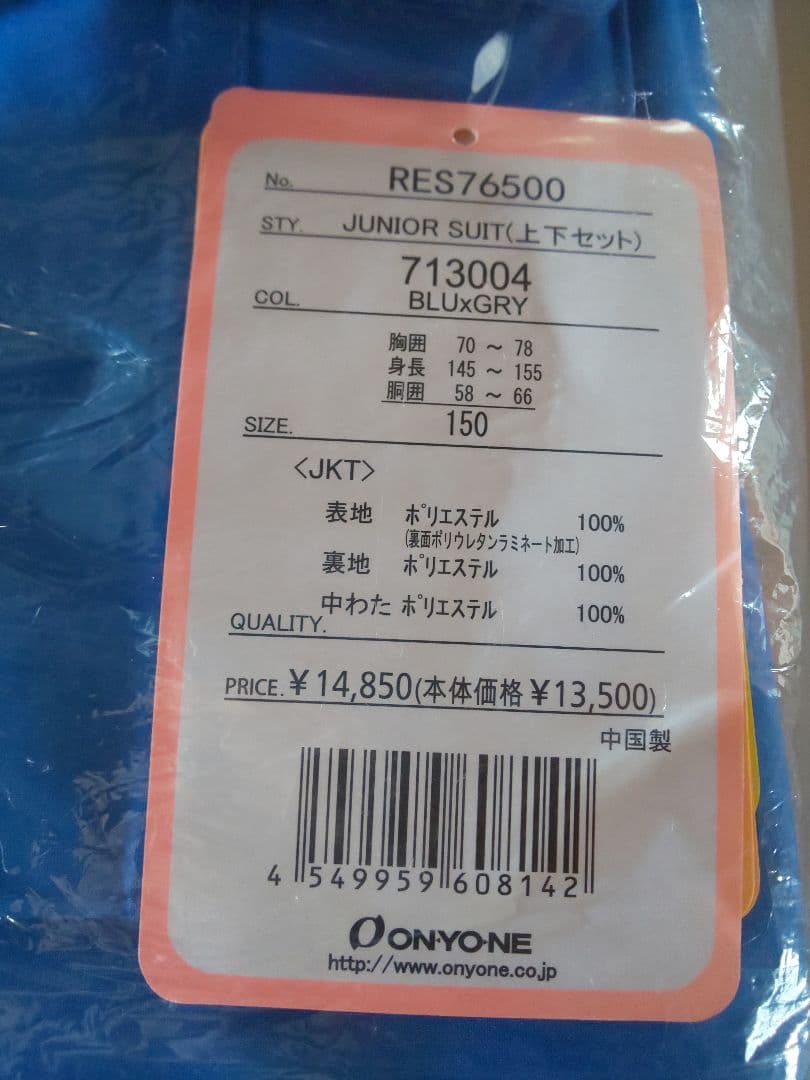 No. RES76500
STY. JUNIOR SUIT(上下セット)
713004
COL. BLUxGRY
胸囲 70 ～ 78
身長 145 ～ 155
胴囲 58 ～ 66
SIZE. 150
〈JKT〉
表地 ポリエステル 100%
(裏面ポリウレタンラミネート加工)
裏地 ポリエステル 100%
中わた ポリエステル 100%
QUALITY.
PRICE. ¥14,850(本体価格¥13,500)
中国製
4 549959 608142
ON·YO·NE
http://www.onyone.co.jp